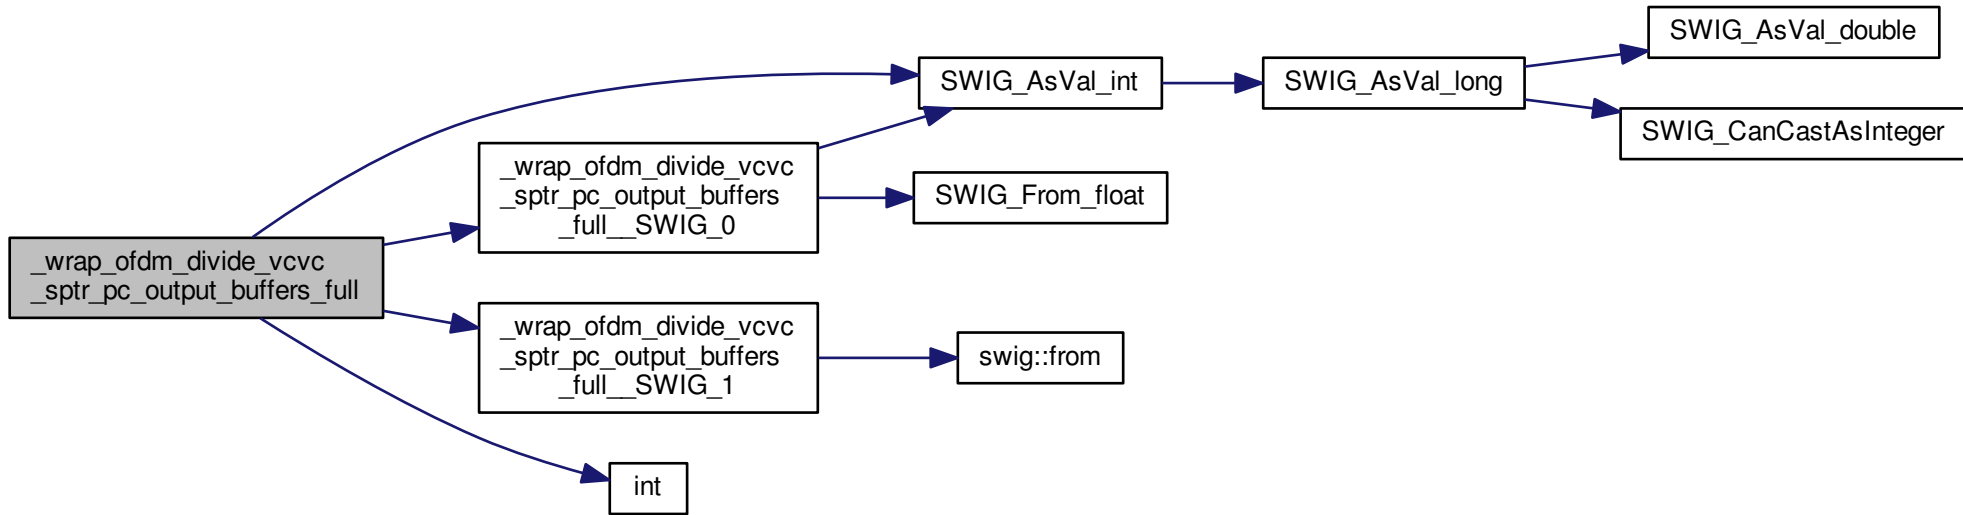 _wrap_ofdm_divide_vcvc
_sptr_pc_output_buffers_full
_wrap_ofdm_divide_vcvc
_sptr_pc_output_buffers
_full__SWIG_0
_wrap_ofdm_divide_vcvc
_sptr_pc_output_buffers
_full__SWIG_1
int
SWIG_AsVal_int
SWIG_From_float
swig::from
SWIG_AsVal_long
SWIG_AsVal_double
SWIG_CanCastAsInteger